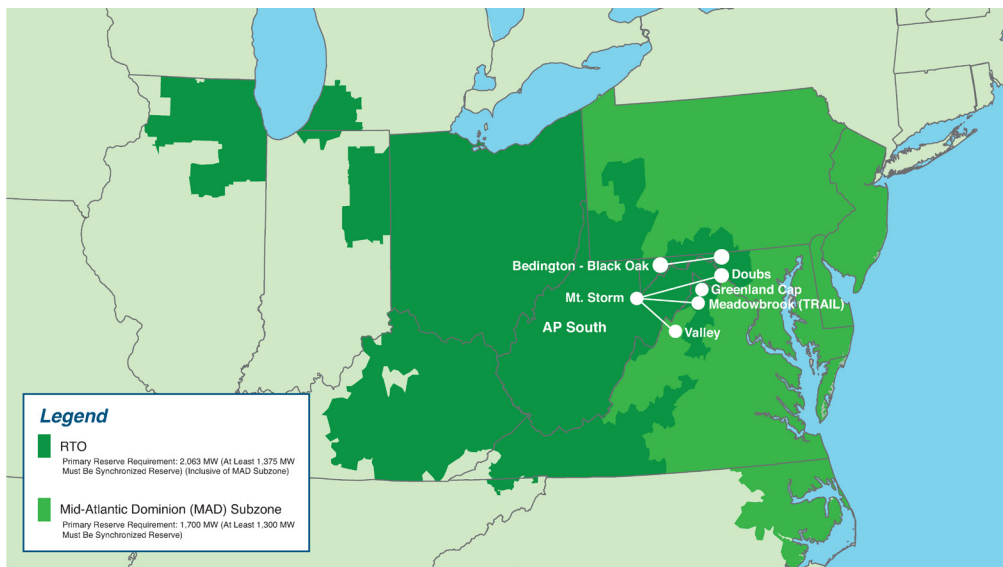 Bedington - Black Oak
Doubs
Greenland Cap
Mt. Storm
Meadowbrook (TRAIL)
AP South
Valley
Legend
RTO
Primary Reserve Requirement: 2,063 MW (At Least 1,375 MW
Must Be Synchronized Reserve) (Inclusive of MAD Subzone)
Mid-Atlantic Dominion (MAD) Subzone
Primary Reserve Requirement: 1,700 MW (At Least 1,300 MW
Must Be Synchronized Reserve)